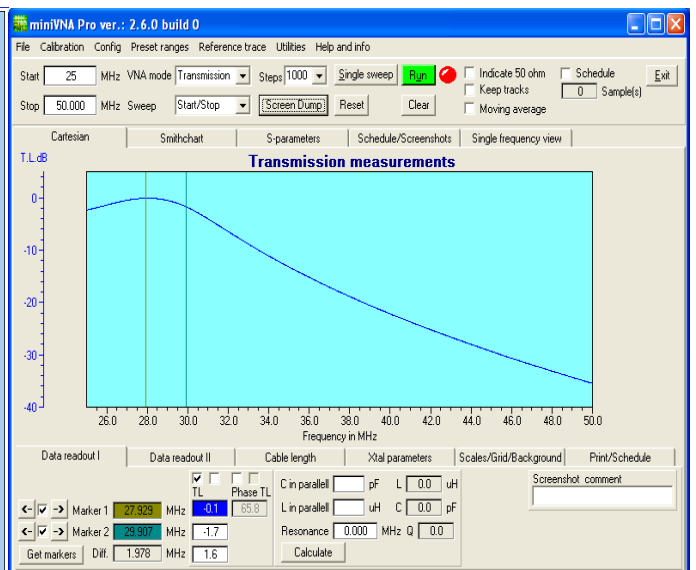 miniVNA Pro ver.: 2.6.0 build 0
File Calibration Config Preset ranges Reference trace Utilities Help and info
Start 25 MHz VNA mode Transmission Steps 1000 Single sweep Run Indicate 50 ohm Schedule Exit
Keep tracks 0 Sample(s)
Stop 50.000 MHz Sweep Start/Stop Screen Dump Reset Clear Moving average
Cartesian Smithchart S-parameters Schedule/Screenshots Single frequency view
T.L.dB Transmission measurements
0
-10
-20
-30
-40
26.0 28.0 30.0 32.0 34.0 36.0 38.0 40.0 42.0 44.0 46.0 48.0 50.0
Frequency in MHz
Data readout I Data readout II Cable length Xtal parameters Scales/Grid/Background Print/Schedule
TL Phase TL C in parallell pF L 0.0 uH Screenshot comment
<- -> Marker 1 27.929 MHz -0.1 65.8 L in parallell uH C 0.0 pF
<- -> Marker 2 29.907 MHz -1.7 Resonance 0.000 MHz Q 0.0
Get markers Diff. 1.978 MHz 1.6 Calculate